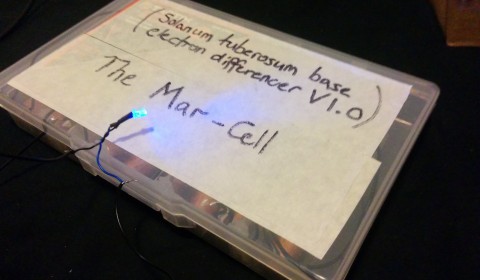 (Solanum tuberosum base
electron differencer V1.0)
The Mar-Cell